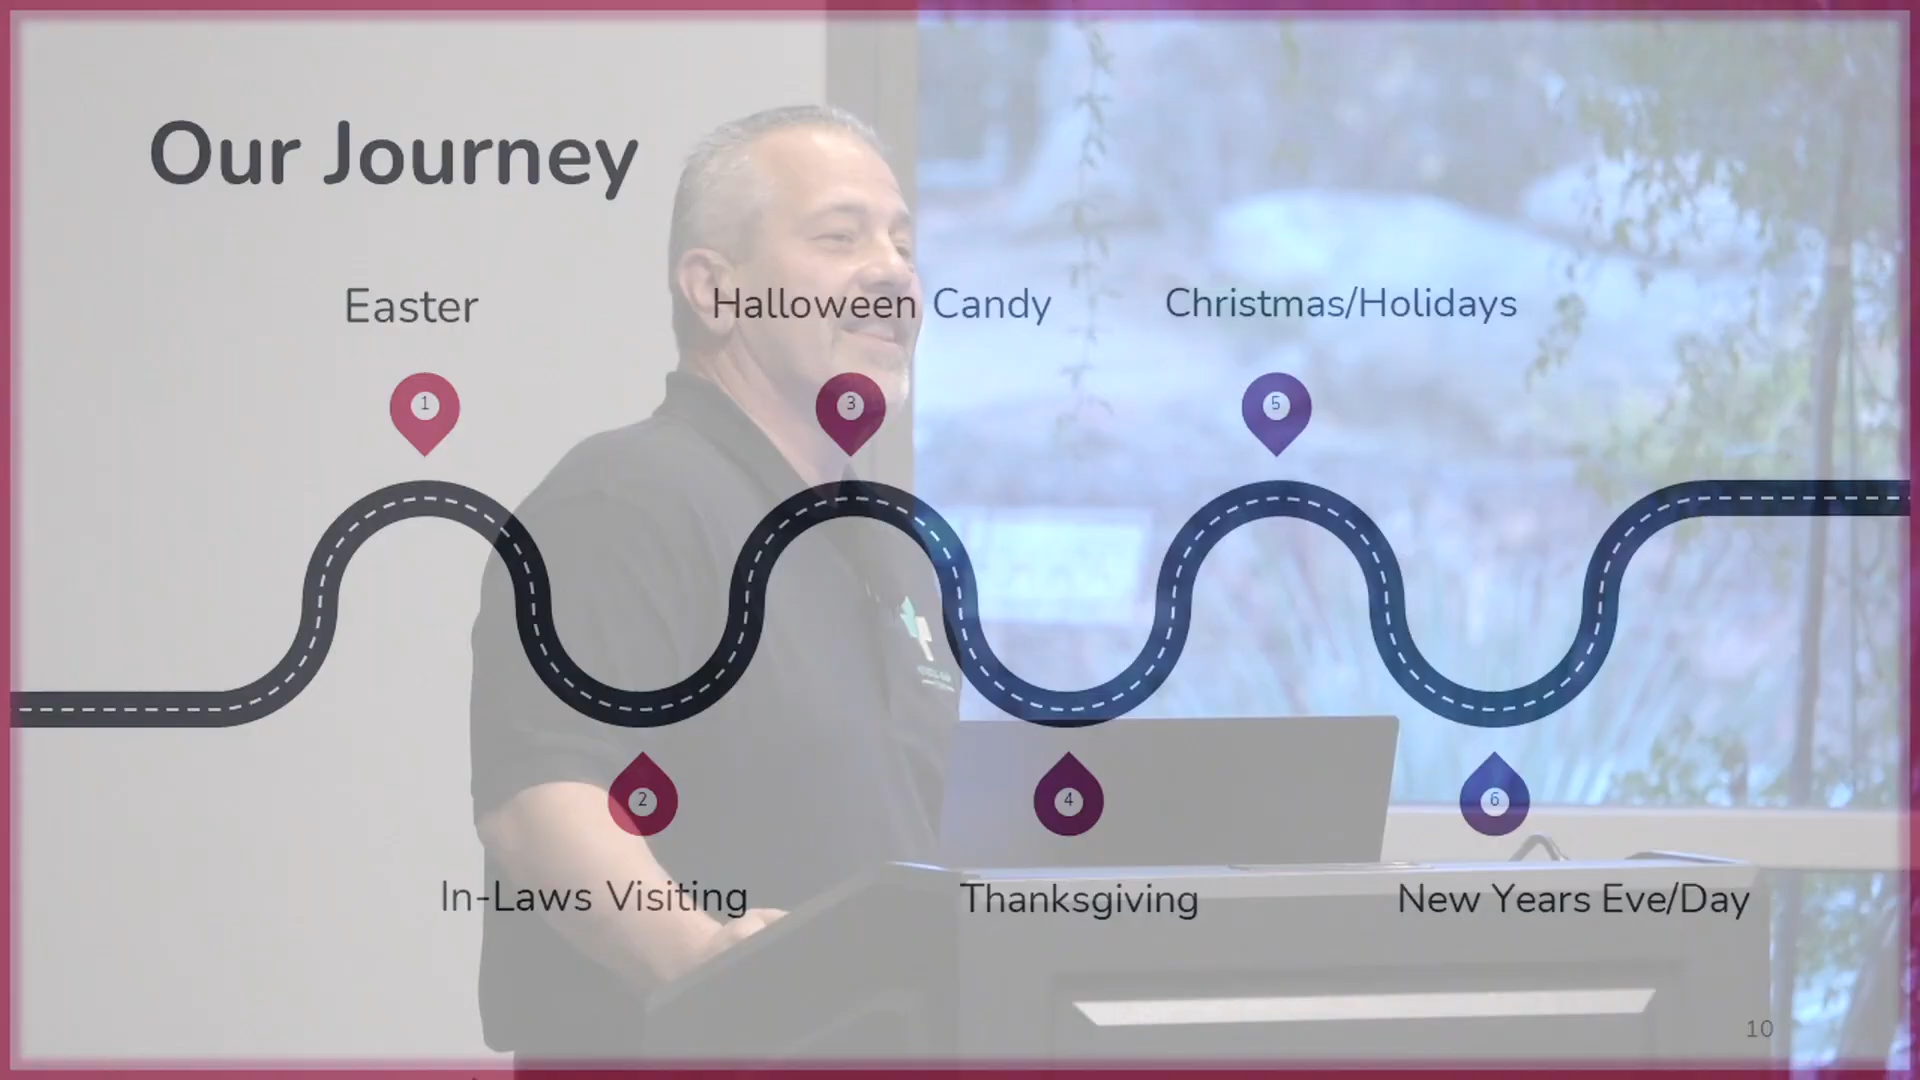 Our Journey
Easter
Halloween Candy
Christmas/Holidays
1
3
5
2
4
6
In-Laws Visiting
Thanksgiving
New Years Eve/Day
10